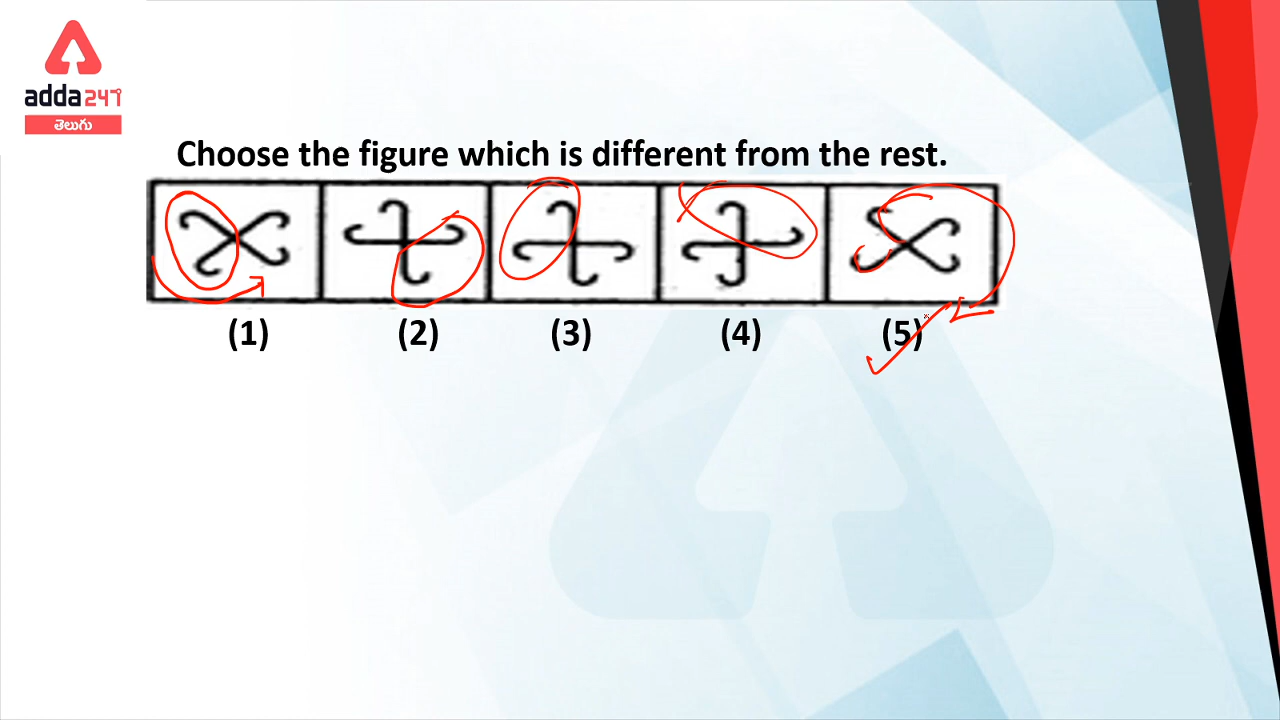 adda247
తెలుగు
Choose the figure which is different from the rest.
(1) (2) (3) (4) (5)